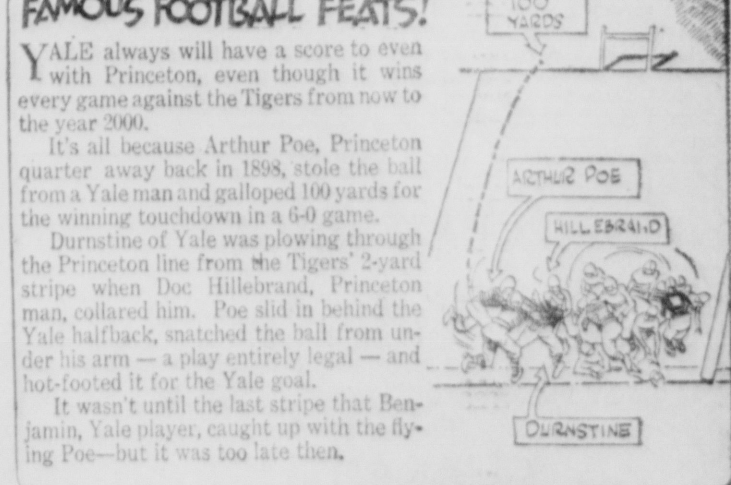 FAMOUS FOOTBALL FEATS!
YALE always will have a score to even
with Princeton, even though it wins
every game against the Tigers from now to
the year 2000.
It's all because Arthur Poe, Princeton
quarter away back in 1898, stole the ball
from a Yale man and galloped 100 yards for
the winning touchdown in a 6-0 game.
Durnstine of Yale was plowing through
the Princeton line from the Tigers' 2-yard
stripe when Doc Hillebrand, Princeton
man, collared him. Poe slid in behind the
Yale halfback, snatched the ball from un-
der his arm — a play entirely legal — and
hot-footed it for the Yale goal.
It wasn't until the last stripe that Ben-
jamin, Yale player, caught up with the fly-
ing Poe—but it was too late then.
100
YARDS
ARTHUR POE
HILLEBRAND
DURNSTINE